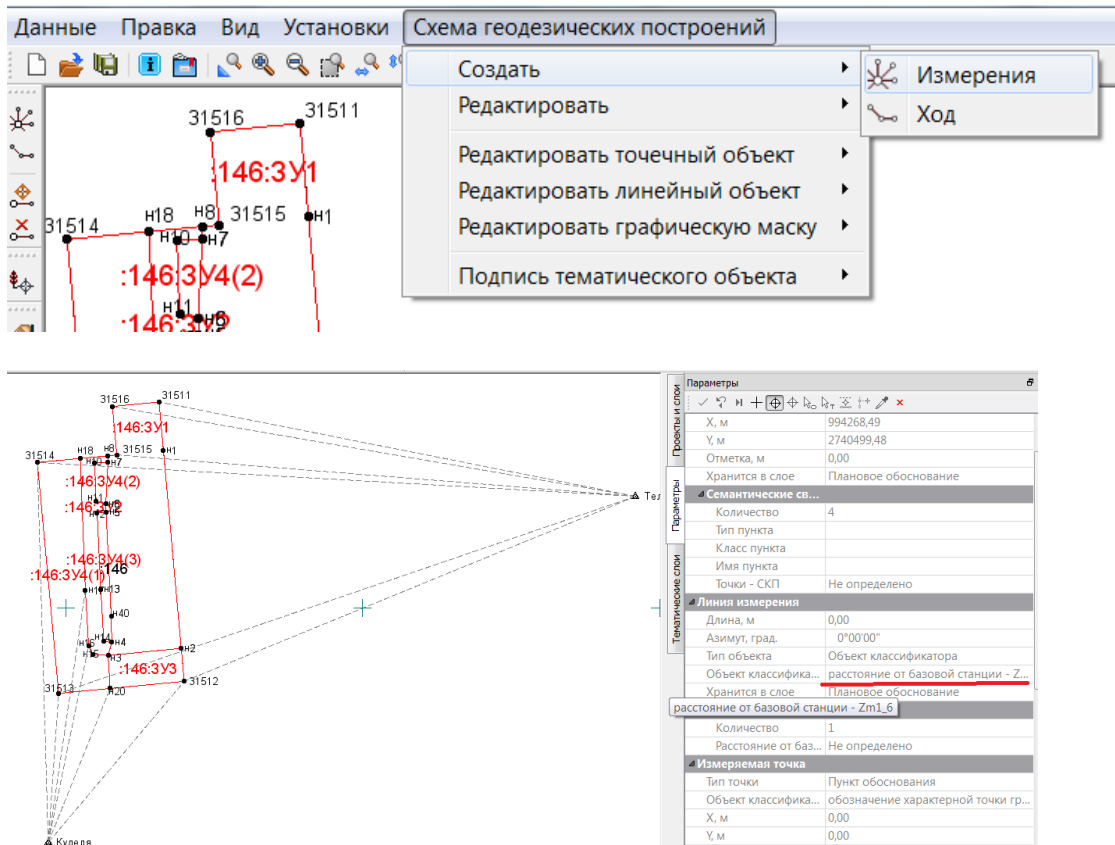 Данные Правка Вид Установки Схема геодезических построений
Создать
Редактировать
Редактировать точечный объект
Редактировать линейный объект
Редактировать графическую маску
Подпись тематического объекта
Измерения
Ход
31516
31511
:146:ЗУ1
н18
н8
31515
н1
31514
н10
н7
:146:ЗУ4(2)
н11
:146:ЗУ2
31516
31511
:146:ЗУ1
31514
н18
н8
31515
н1
н7
:146:ЗУ4(2)
н11
:146:ЗУ2
н5
:146:ЗУ4(3)
:146
:146:ЗУ4(1)
н13
н40
н14
н4
н3
н2
:146:ЗУ3
31513
н20
31512
Тел
Кулеля
Проекты и слои
Параметры
Тематические слои
Параметры
X, м 994268,49
Y, м 2740499,48
Отметка, м 0,00
Хранится в слое Плановое обоснование
Семантические св...
Количество 4
Тип пункта
Класс пункта
Имя пункта
Точки - СКП Не определено
Линия измерения
Длина, м 0,00
Азимут, град. 0°00'00"
Тип объекта Объект классификатора
Объект классифика... расстояние от базовой станции - Z...
Хранится в слое Плановое обоснование
расстояние от базовой станции - Zm1_6
Количество 1
Расстояние от баз... Не определено
Измеряемая точка
Тип точки Пункт обоснования
Объект классифика... обозначение характерной точки гр...
X, м 0,00
Y, м 0,00